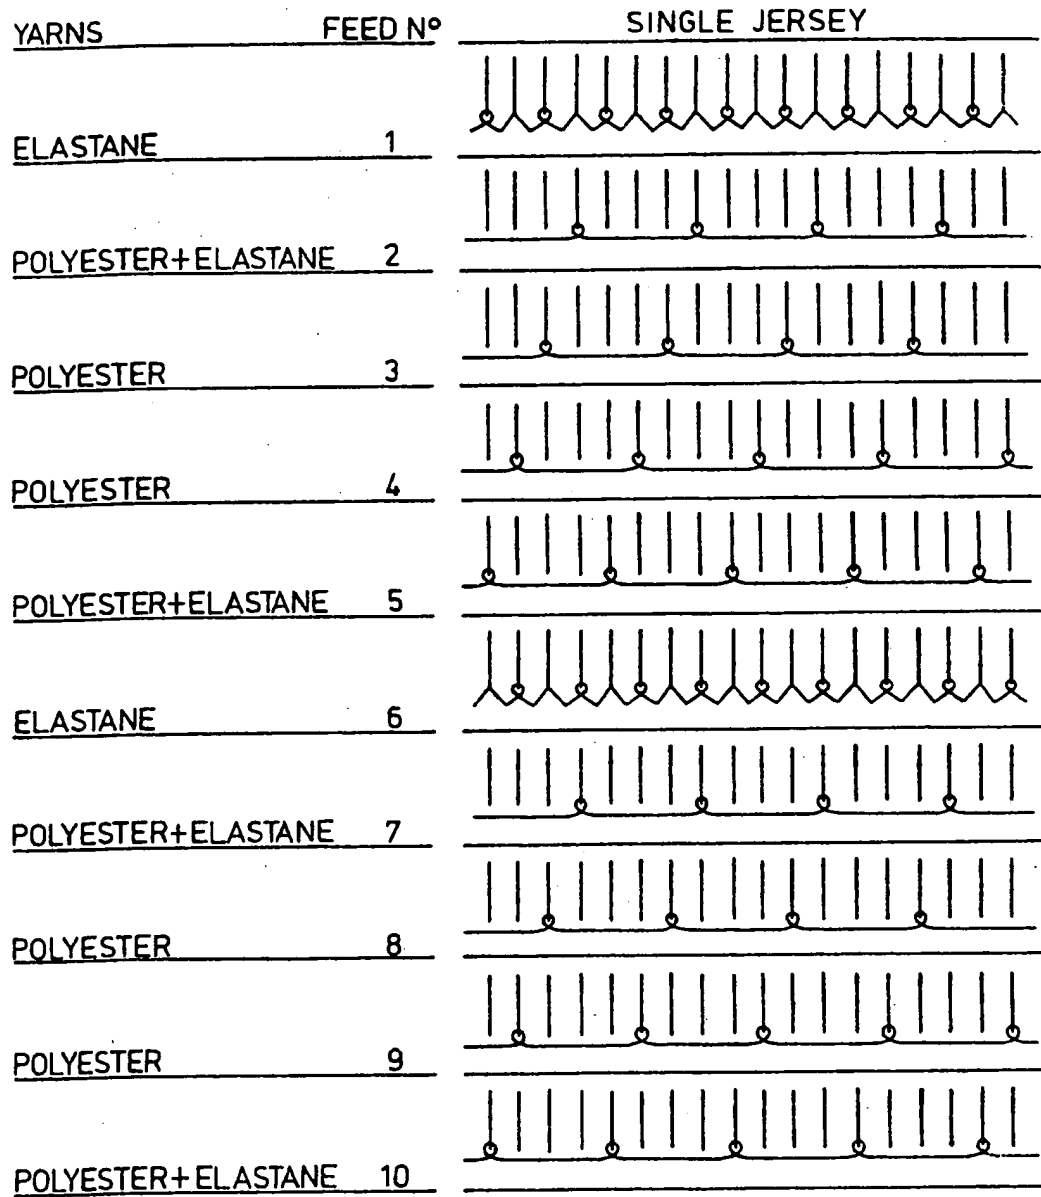 YARNS FEED Nº SINGLE JERSEY
ELASTANE 1
POLYESTER+ELASTANE 2
POLYESTER 3
POLYESTER 4
POLYESTER+ELASTANE 5
ELASTANE 6
POLYESTER+ELASTANE 7
POLYESTER 8
POLYESTER 9
POLYESTER+ELASTANE 10